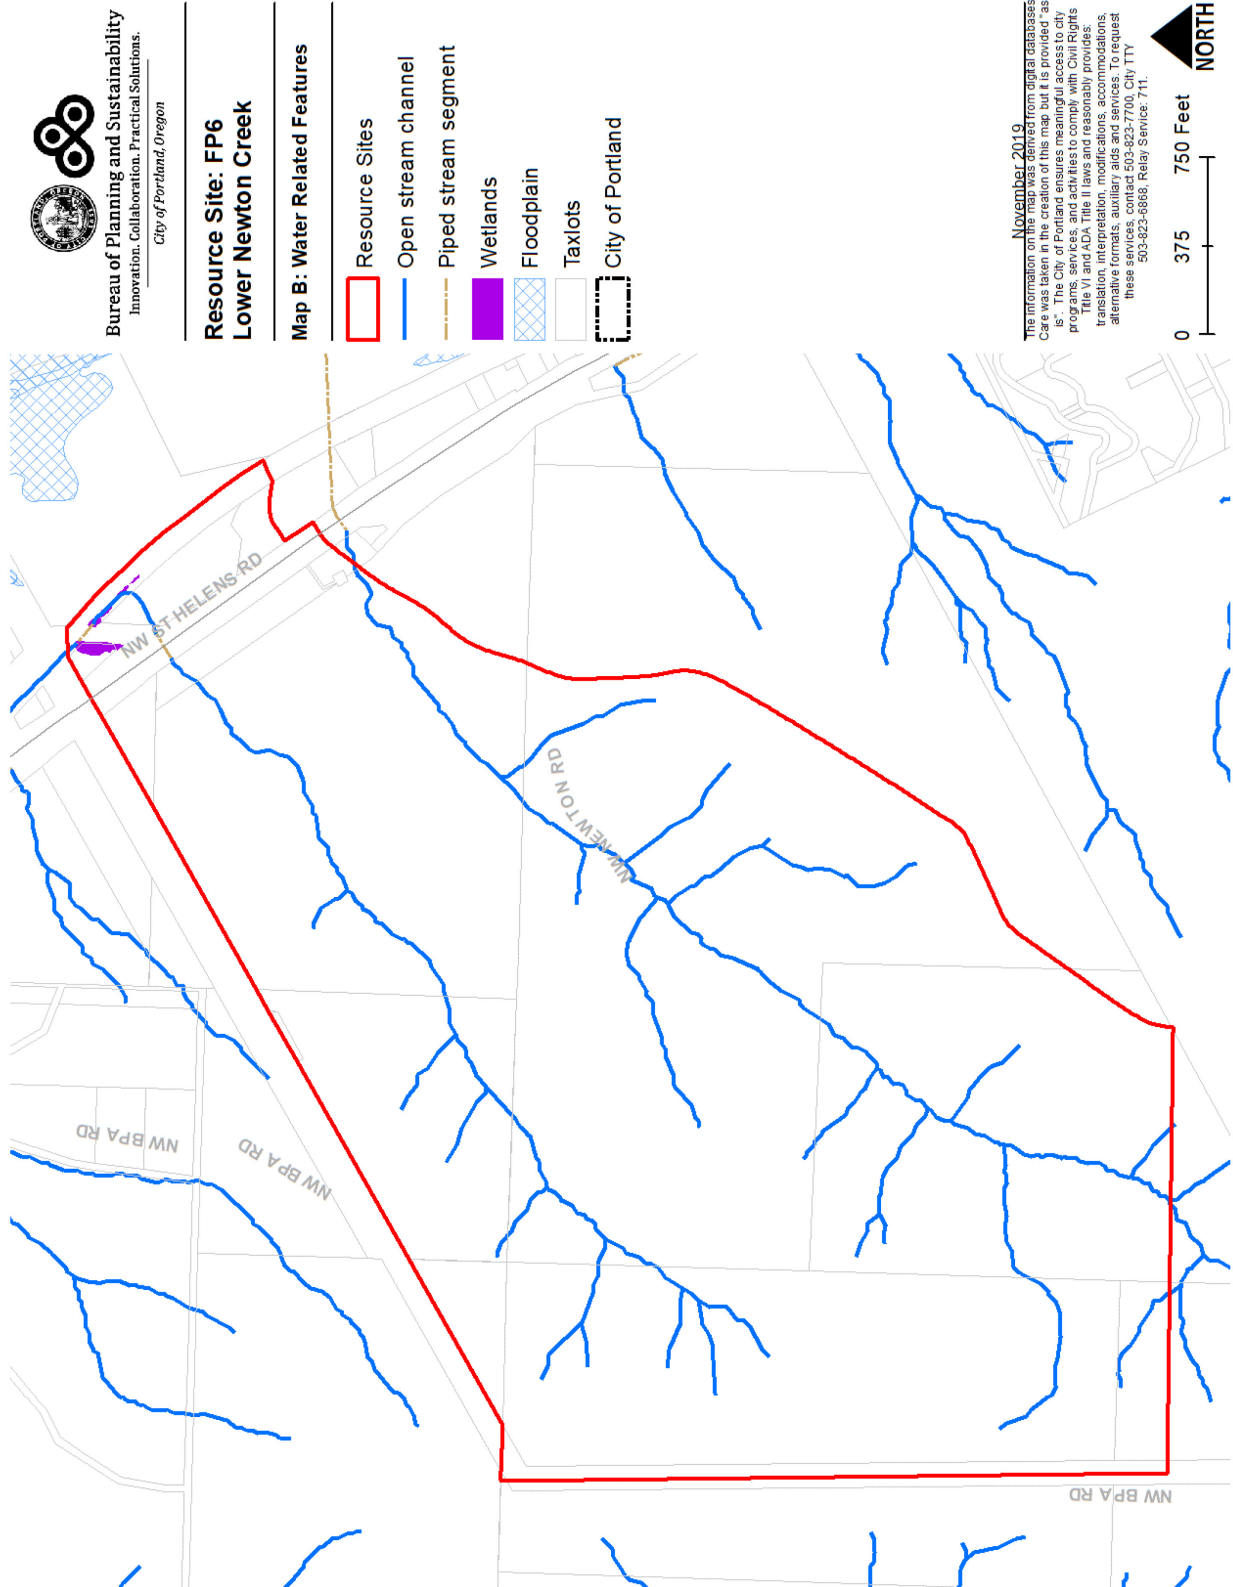 Bureau of Planning and Sustainability
Innovation. Collaboration. Practical Solutions.
City of Portland, Oregon
Resource Site: FP6
Lower Newton Creek
Map B: Water Related Features
Resource Sites
Open stream channel
Piped stream segment
Wetlands
Floodplain
Taxlots
City of Portland
November 2019
The information on the map was derived from digital databases
Care was taken in the creation of this map but it is provided "as
is". The City of Portland ensures meaningful access to city
programs, services, and activities to comply with Civil Rights
Title VI and ADA Title II laws and reasonably provides:
translation, interpretation, modifications, accommodations,
alternative formats, auxiliary aids and services. To request
these services, contact 503-823-7700, City TTY
503-823-6868, Relay Service: 711.
0 375 750 Feet
NORTH
NW ST HELENS RD
NW NEWTON RD
NW BPA RD
NW BPA RD
NW BPA RD